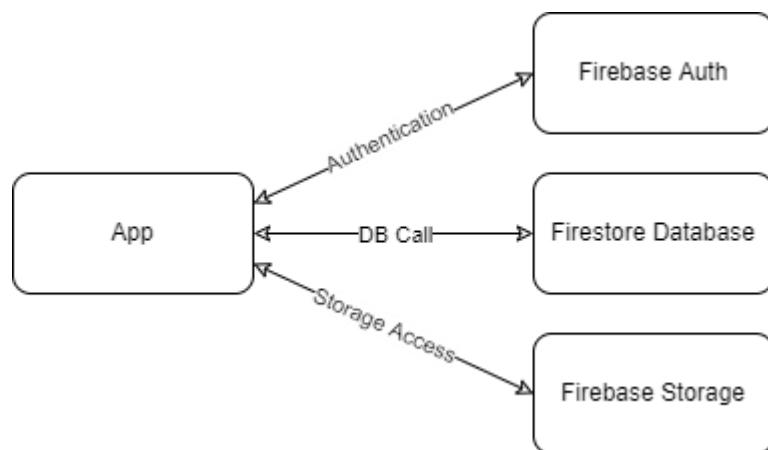 Firebase Auth
Authentication
App
DB Call
Firestore Database
Storage Access
Firebase Storage